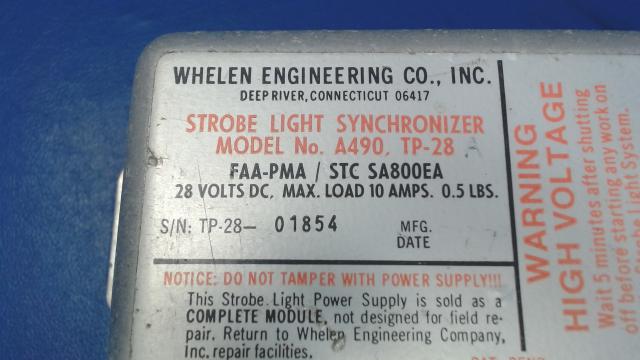 WHELEN ENGINEERING CO., INC.
DEEP RIVER, CONNECTICUT 06417
STROBE LIGHT SYNCHRONIZER
MODEL No. A490, TP-28
FAA-PMA / STC SA800EA
28 VOLTS DC, MAX. LOAD 10 AMPS. 0.5 LBS.
S/N: TP-28- 01854 MFG.
DATE
NOTICE: DO NOT TAMPER WITH POWER SUPPLY!!!
This Strobe Light Power Supply is sold as a
COMPLETE MODULE, not designed for field re-
pair. Return to Whelen Engineering Company,
Inc. repair facilities.
WARNING
HIGH VOLTAGE
Wait 5 minutes after shutting
off before starting any work on
Light System.